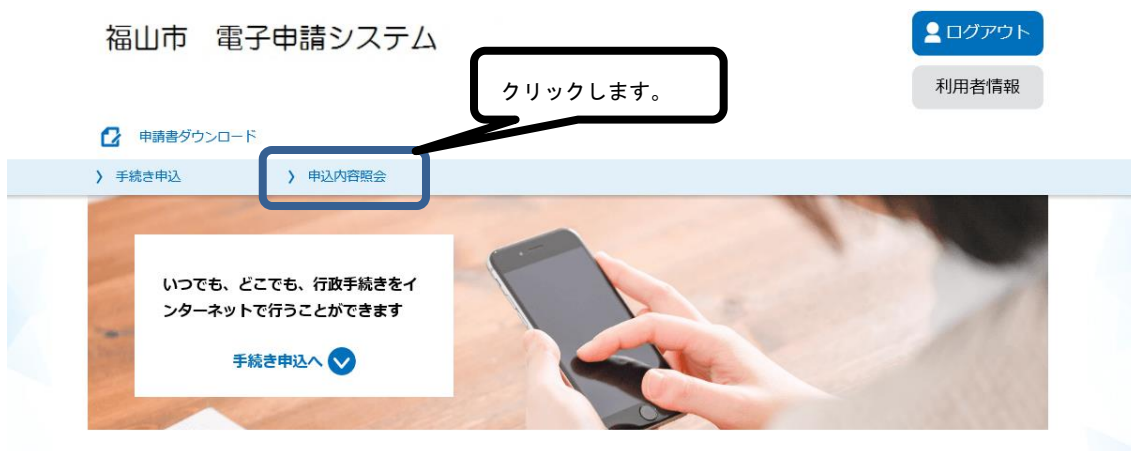 福山市 電子申請システム
ログアウト
クリックします。
利用者情報
申請書ダウンロード
手続き申込
申込内容照会
いつでも、どこでも、行政手続きをイ
ンターネットで行うことができます
手続き申込へ